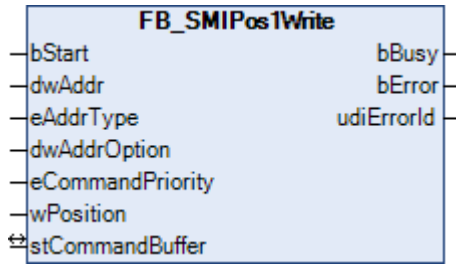 FB_SMIPos1Write
bStart bBusy
dwAddr bError
eAddrType udiErrorId
dwAddrOption
eCommandPriority
wPosition
stCommandBuffer